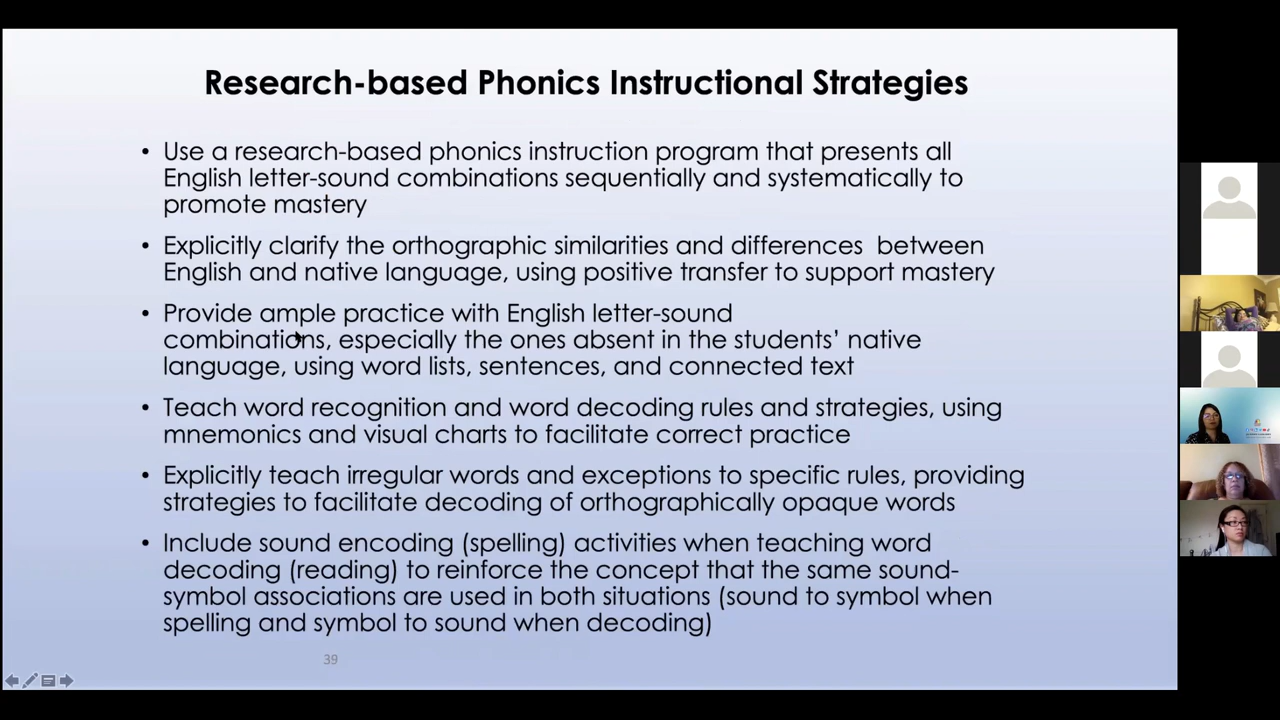 Research-based Phonics Instructional Strategies
• Use a research-based phonics instruction program that presents all
English letter-sound combinations sequentially and systematically to
promote mastery
• Explicitly clarify the orthographic similarities and differences  between
English and native language, using positive transfer to support mastery
• Provide ample practice with English letter-sound
combinations, especially the ones absent in the students’ native
language, using word lists, sentences, and connected text
• Teach word recognition and word decoding rules and strategies, using
mnemonics and visual charts to facilitate correct practice
• Explicitly teach irregular words and exceptions to specific rules, providing
strategies to facilitate decoding of orthographically opaque words
• Include sound encoding (spelling) activities when teaching word
decoding (reading) to reinforce the concept that the same sound-
symbol associations are used in both situations (sound to symbol when
spelling and symbol to sound when decoding)
39